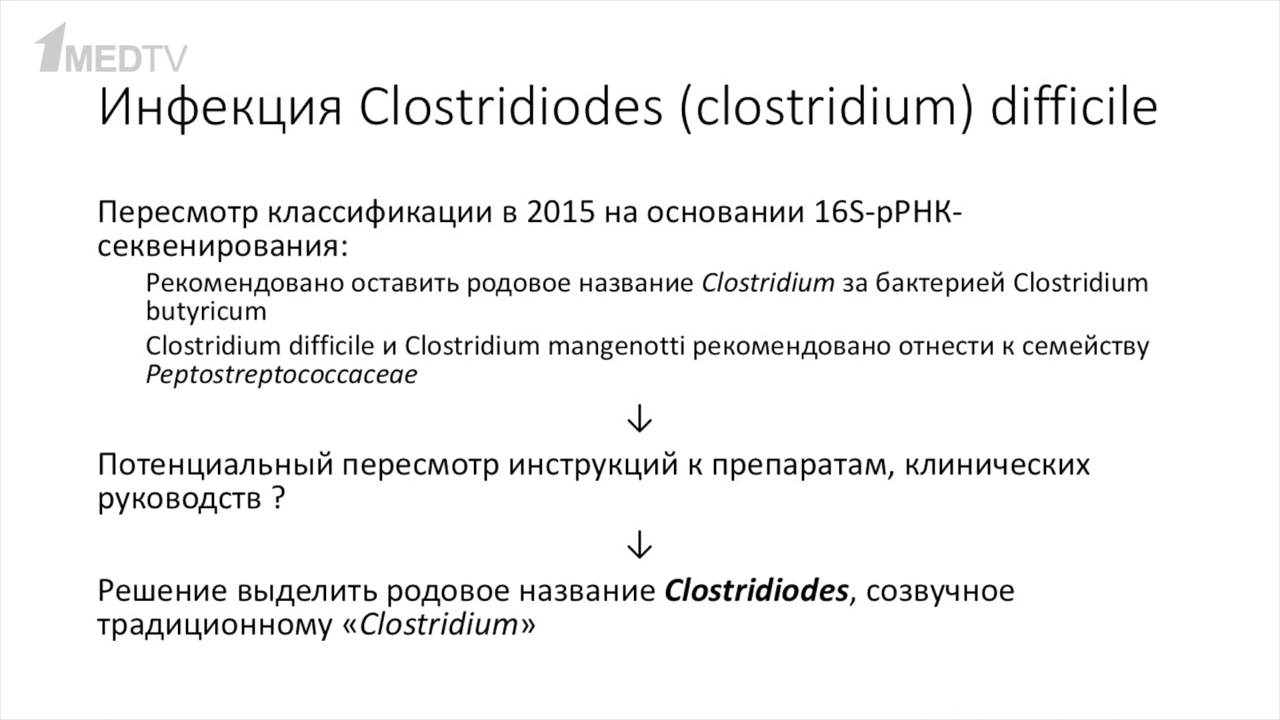 1MEDTV
Инфекция Clostridiodes (clostridium) difficile
Пересмотр классификации в 2015 на основании 16S-рРНК-
секвенирования:
Рекомендовано оставить родовое название Clostridium за бактерией Clostridium
butyricum
Clostridium difficile и Clostridium mangenotti рекомендовано отнести к семейству
Peptostreptococcaceae
↓
Потенциальный пересмотр инструкций к препаратам, клинических
руководств ?
↓
Решение выделить родовое название Clostridiodes, созвучное
традиционному «Clostridium»